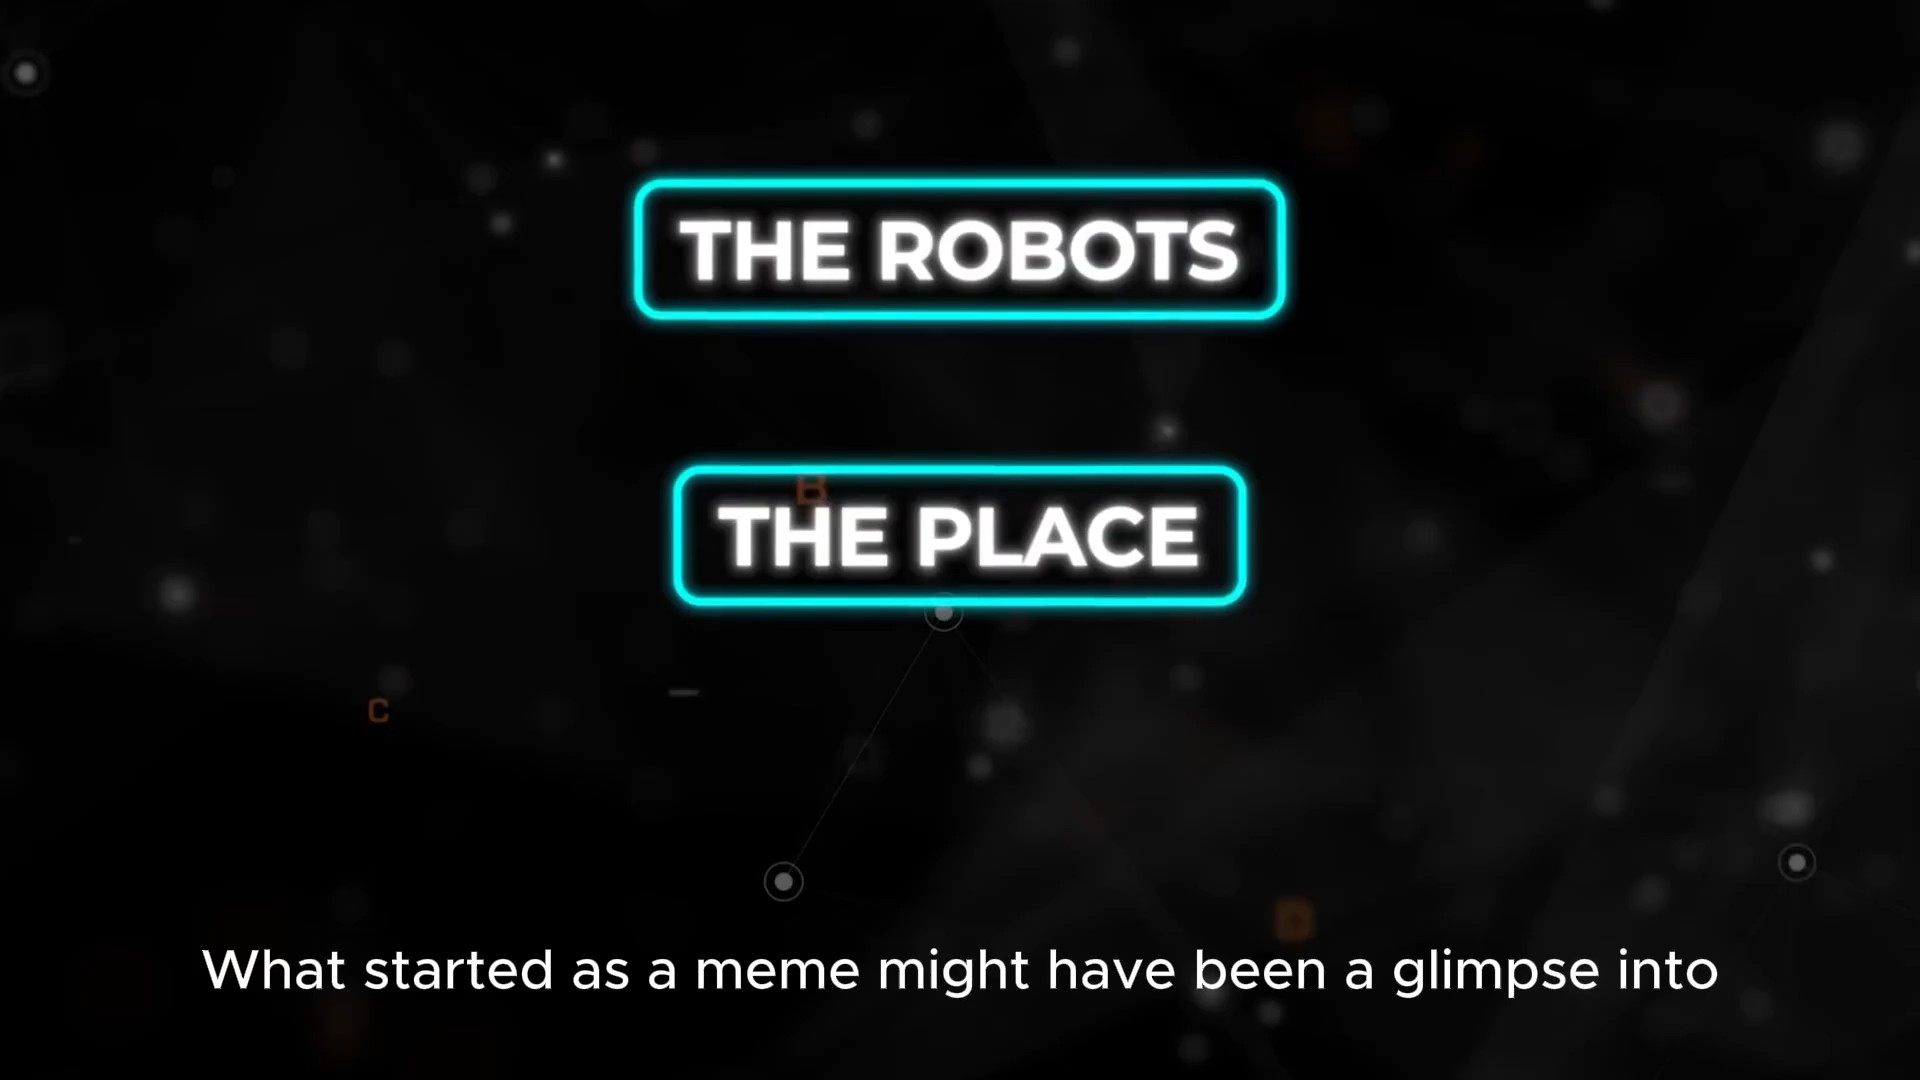 THE ROBOTS
B
THE PLACE
C
D
What started as a meme might have been a glimpse into